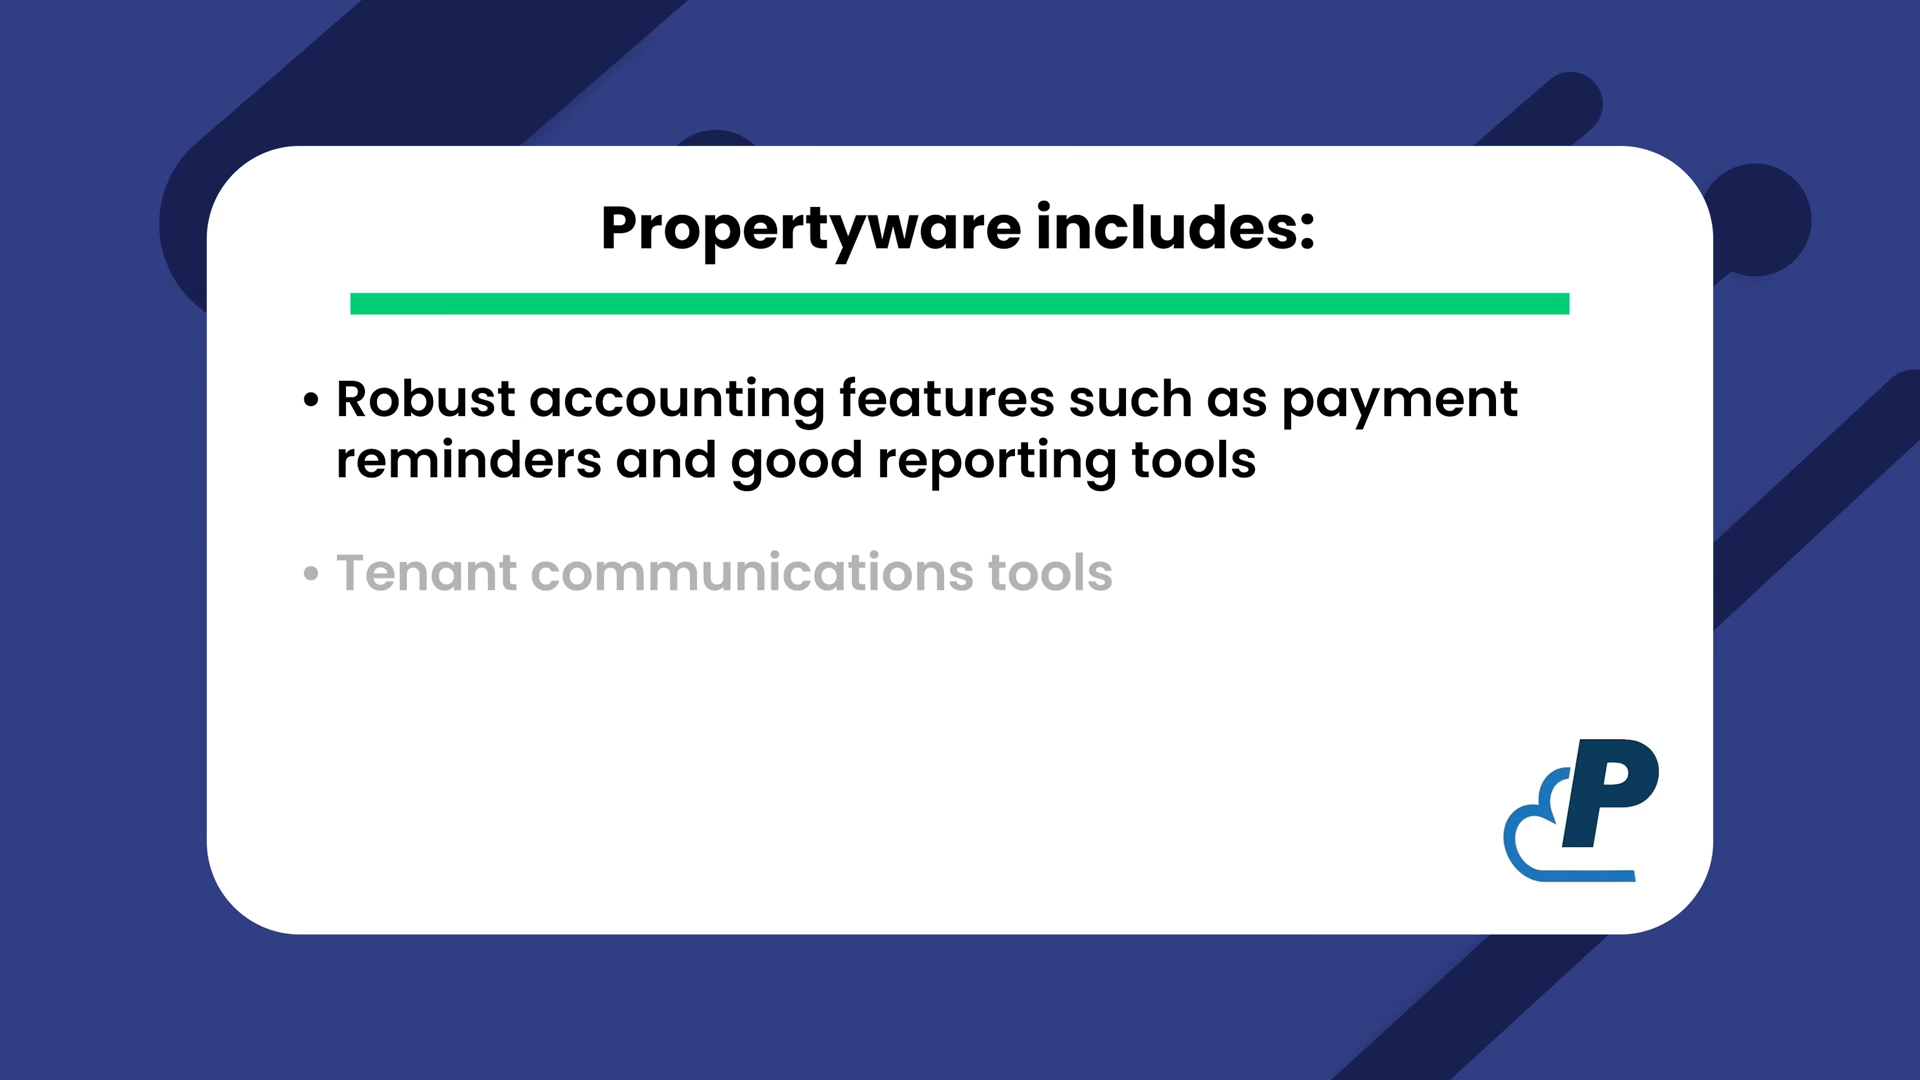 Propertyware includes:
• Robust accounting features such as payment
reminders and good reporting tools
• Tenant communications tools
P